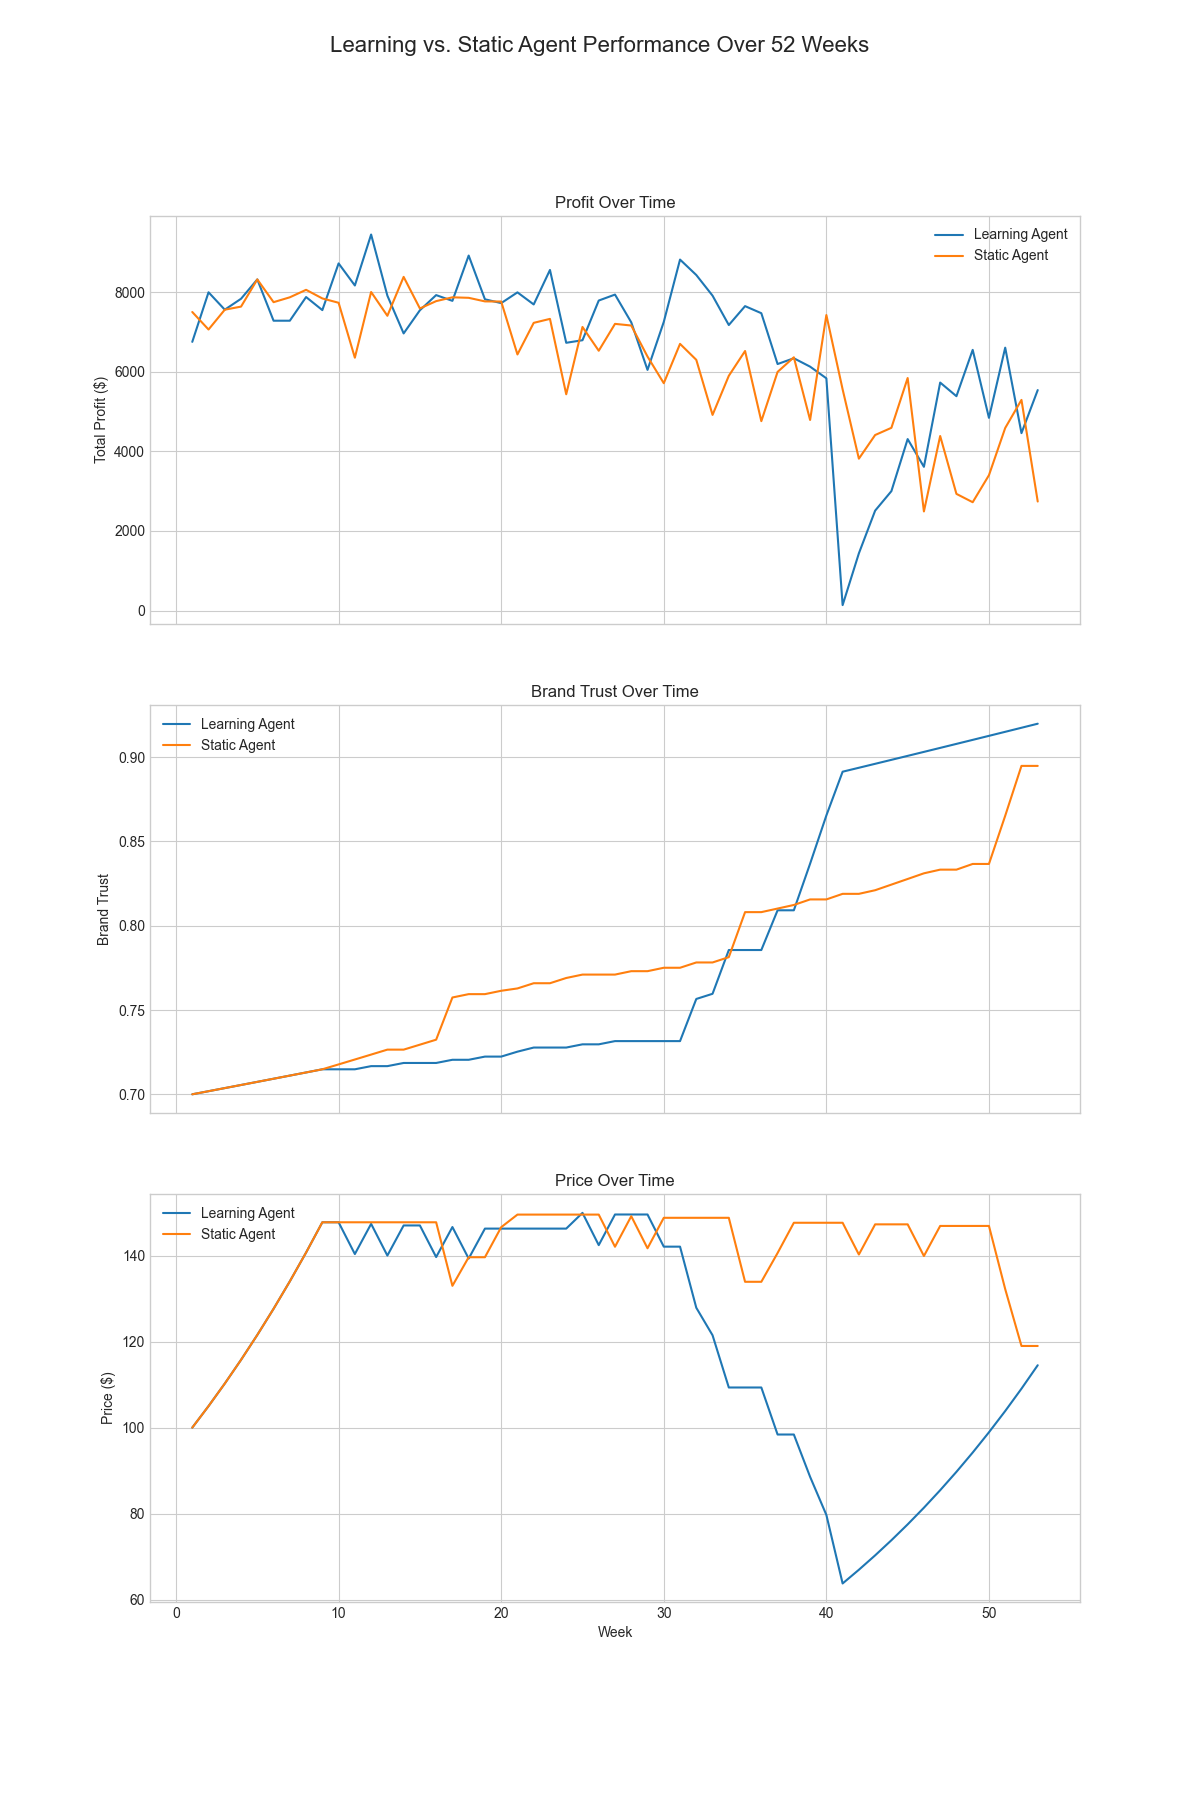 Learning vs. Static Agent Performance Over 52 Weeks
Profit Over Time
Learning Agent
Static Agent
8000
6000
4000
2000
0
Total Profit ($)
Brand Trust Over Time
Learning Agent
Static Agent
0.90
0.85
0.80
0.75
0.70
Brand Trust
Price Over Time
Learning Agent
Static Agent
140
120
100
80
60
Price ($)
0 10 20 30 40 50
Week